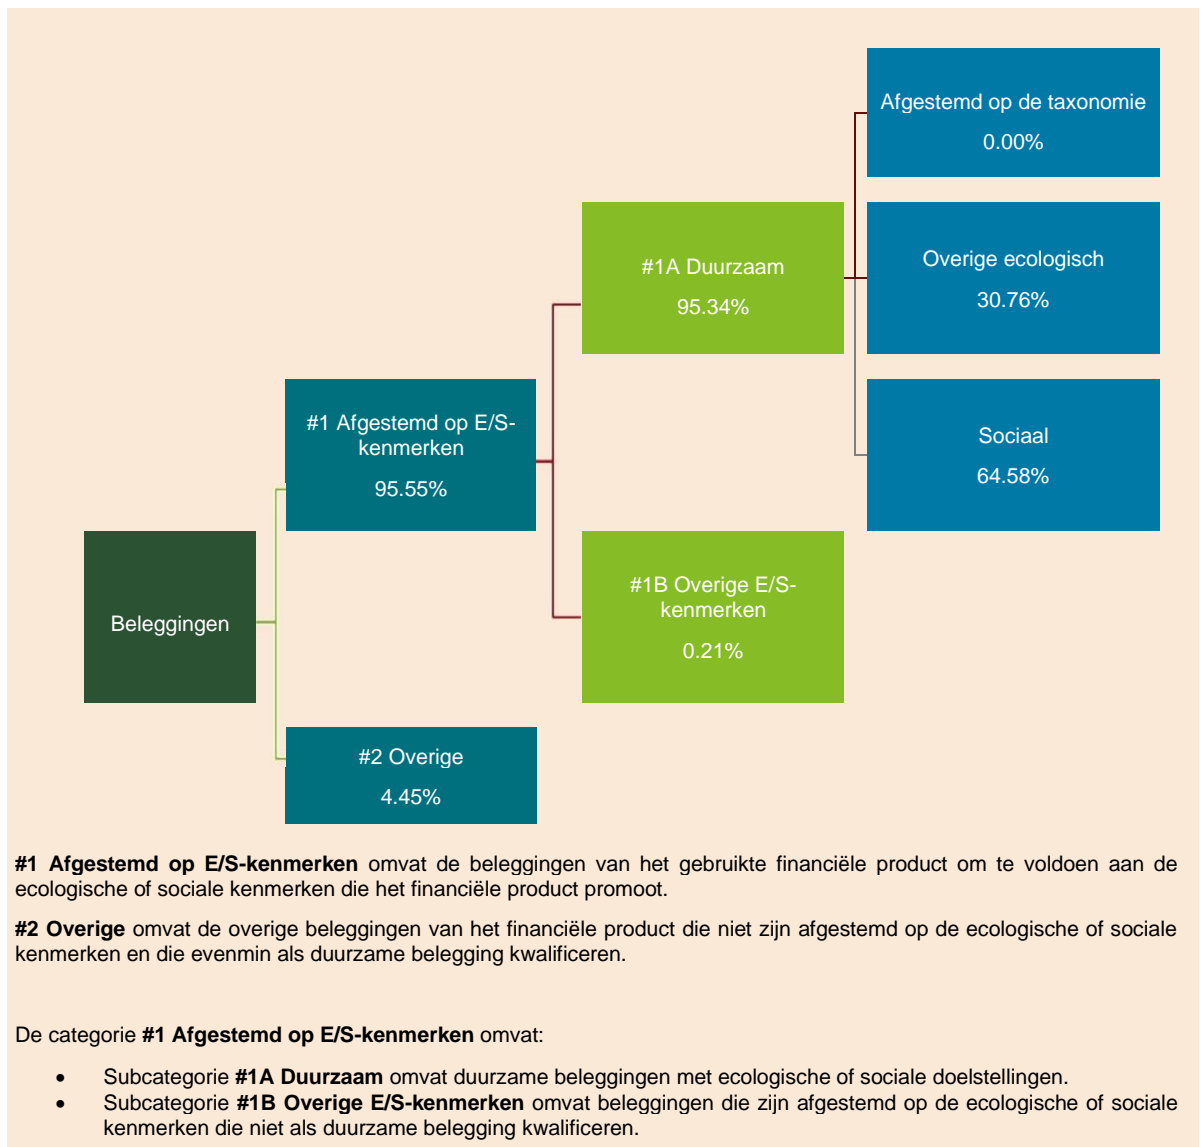 Afgestemd op de taxonomie
0.00%
#1A Duurzaam
95.34%
Overige ecologisch
30.76%
#1 Afgestemd op E/S-
kenmerken
95.55%
Sociaal
64.58%
Beleggingen
#1B Overige E/S-
kenmerken
0.21%
#2 Overige
4.45%
#1 Afgestemd op E/S-kenmerken omvat de beleggingen van het gebruikte financiële product om te voldoen aan de
ecologische of sociale kenmerken die het financiële product promoot.
#2 Overige omvat de overige beleggingen van het financiële product die niet zijn afgestemd op de ecologische of sociale
kenmerken en die evenmin als duurzame belegging kwalificeren.
De categorie #1 Afgestemd op E/S-kenmerken omvat:
• Subcategorie #1A Duurzaam omvat duurzame beleggingen met ecologische of sociale doelstellingen.
• Subcategorie #1B Overige E/S-kenmerken omvat beleggingen die zijn afgestemd op de ecologische of sociale
kenmerken die niet als duurzame belegging kwalificeren.